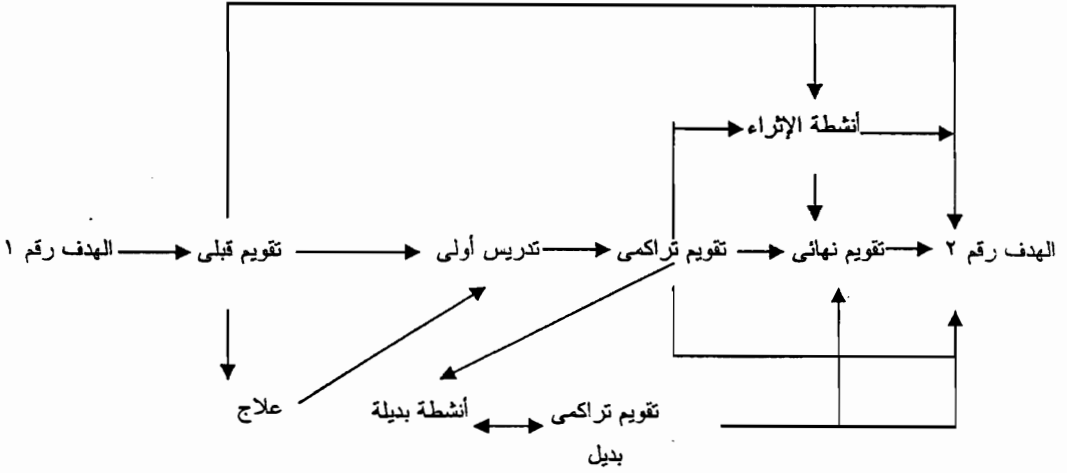 أنشطة الإثراء
الهدف رقم ١
تقويم قبلى
تدريس أولى
تقويم تراكمى
تقويم نهائى
الهدف رقم ٢
علاج
أنشطة بديلة
تقويم تراكمى
بديل